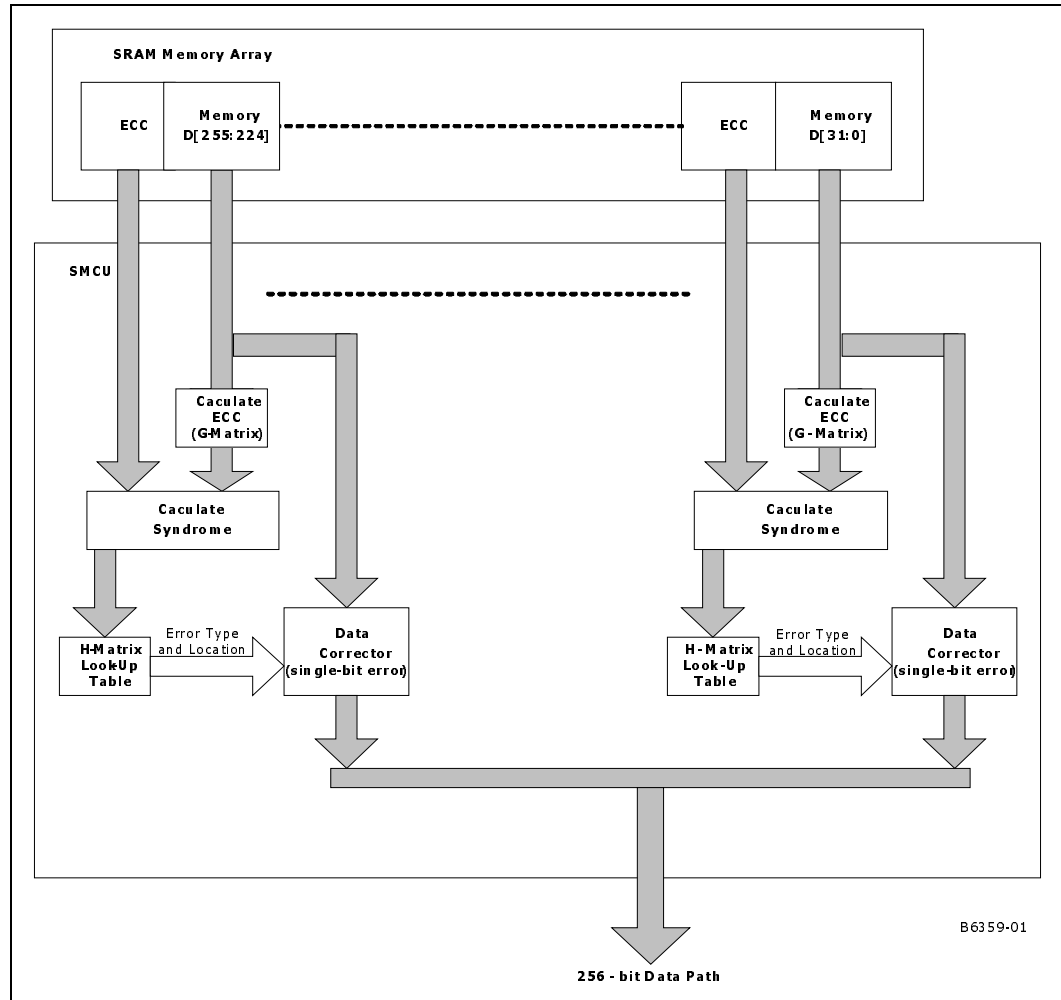 SRAM Memory Array
ECC
Memory
D[255:224]
ECC
Memory
D[31:0]
SMCU
Caculate
ECC
(G-Matrix)
Caculate
ECC
(G-Matrix)
Caculate
Syndrome
Caculate
Syndrome
H-Matrix
Look-Up
Table
Error Type
and Location
Data
Corrector
(single-bit error)
H-Matrix
Look-Up
Table
Error Type
and Location
Data
Corrector
(single-bit error)
B6359-01
256 - bit Data Path